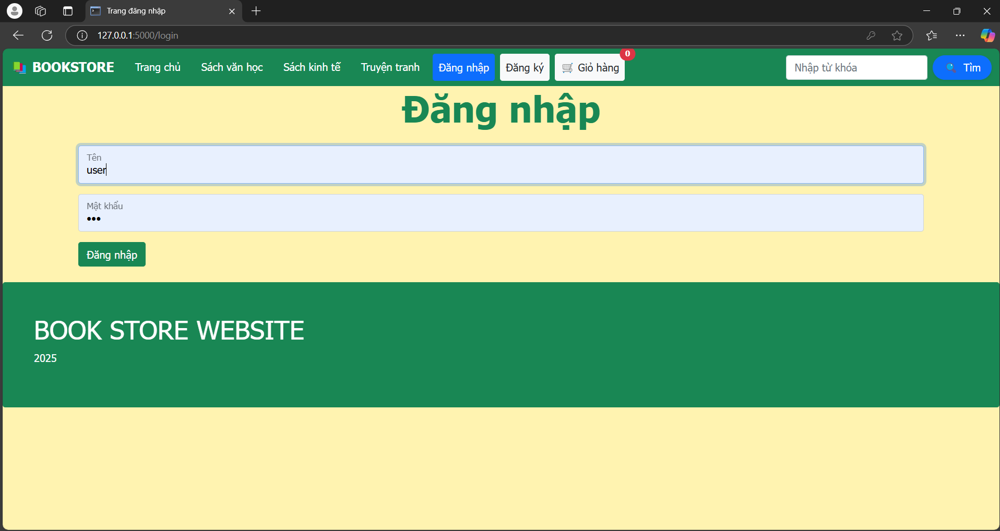 Trang đăng nhập
127.0.0.1:5000/login
BOOKSTORE Trang chủ Sách văn học Sách kinh tế Truyện tranh Đăng nhập Đăng ký Giỏ hàng 0 Nhập từ khóa Tìm
Đăng nhập
Tên
user
Mật khẩu
•••
Đăng nhập
BOOK STORE WEBSITE
2025